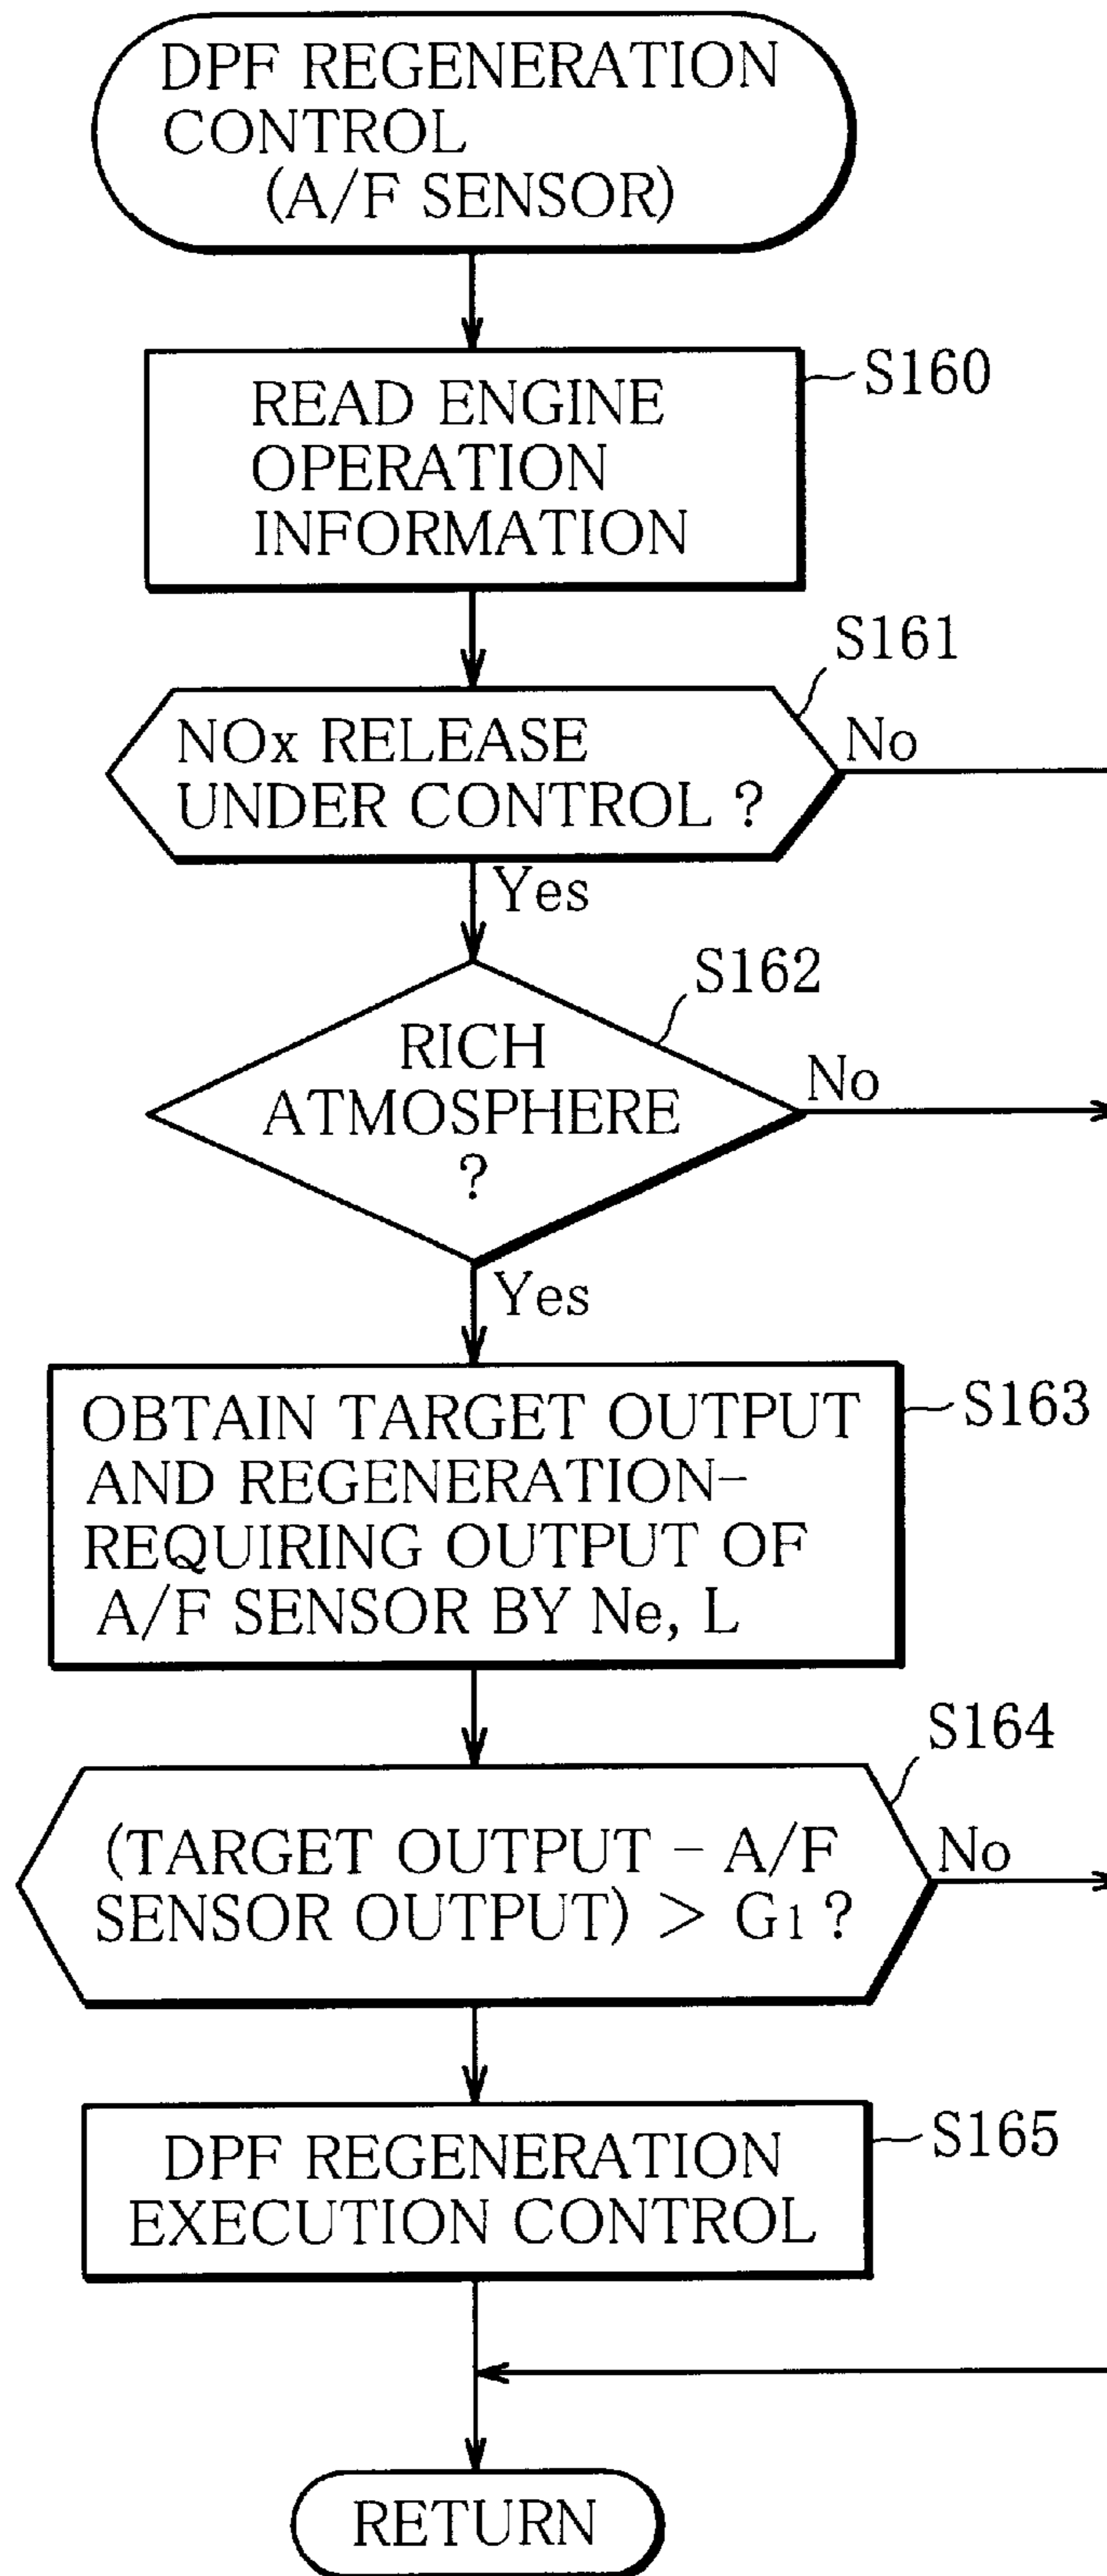 DPF REGENERATION
CONTROL
(A/F SENSOR)
READ ENGINE
OPERATION
INFORMATION
S160
NOx RELEASE
UNDER CONTROL ?
S161
No
Yes
RICH
ATMOSPHERE
?
S162
No
Yes
OBTAIN TARGET OUTPUT
AND REGENERATION-
REQUIRING OUTPUT OF
A/F SENSOR BY Ne, L
S163
(TARGET OUTPUT - A/F
SENSOR OUTPUT) > G1 ?
S164
No
DPF REGENERATION
EXECUTION CONTROL
S165
RETURN